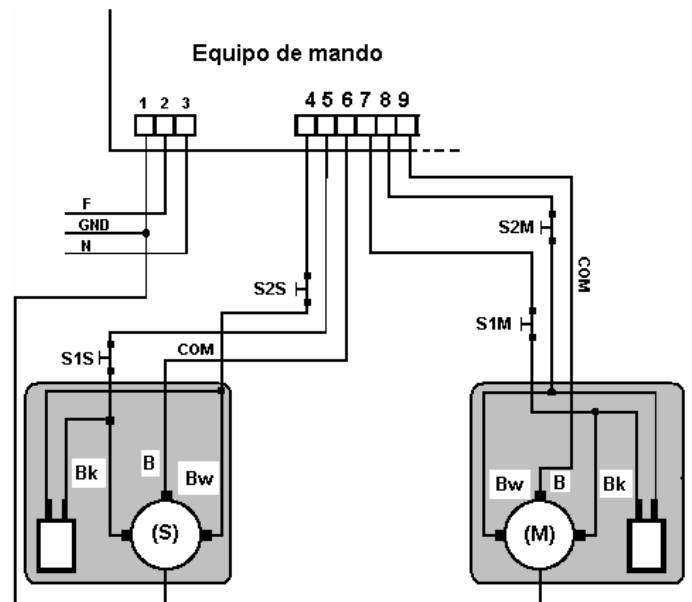 Equipo de mando
1 2 3
4 5 6 7 8 9
F
GND
N
S2M
COM
S2S
S1M
S1S
COM
Bk
B
Bw
(S)
Bw
B
Bk
(M)